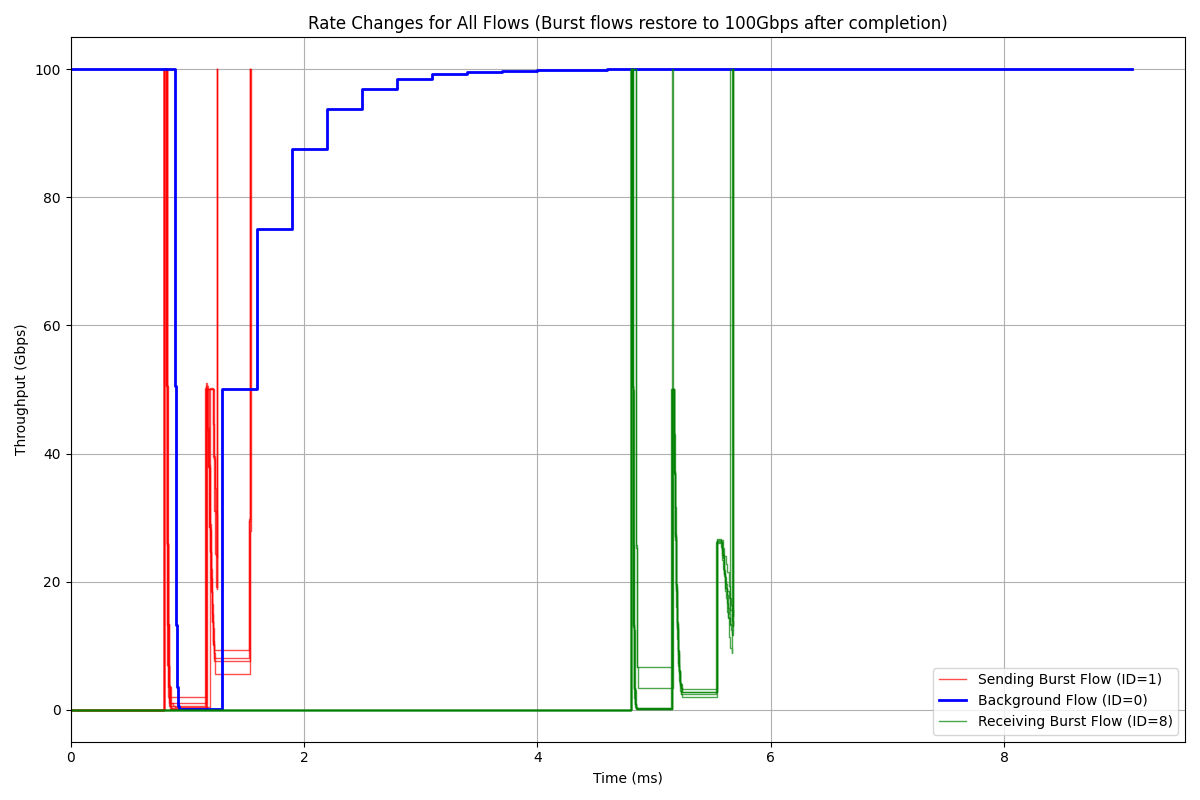 Rate Changes for All Flows (Burst flows restore to 100Gbps after completion)
Throughput (Gbps)
100
80
60
40
20
0
0 2 4 6 8
Time (ms)
Sending Burst Flow (ID=1)
Background Flow (ID=0)
Receiving Burst Flow (ID=8)